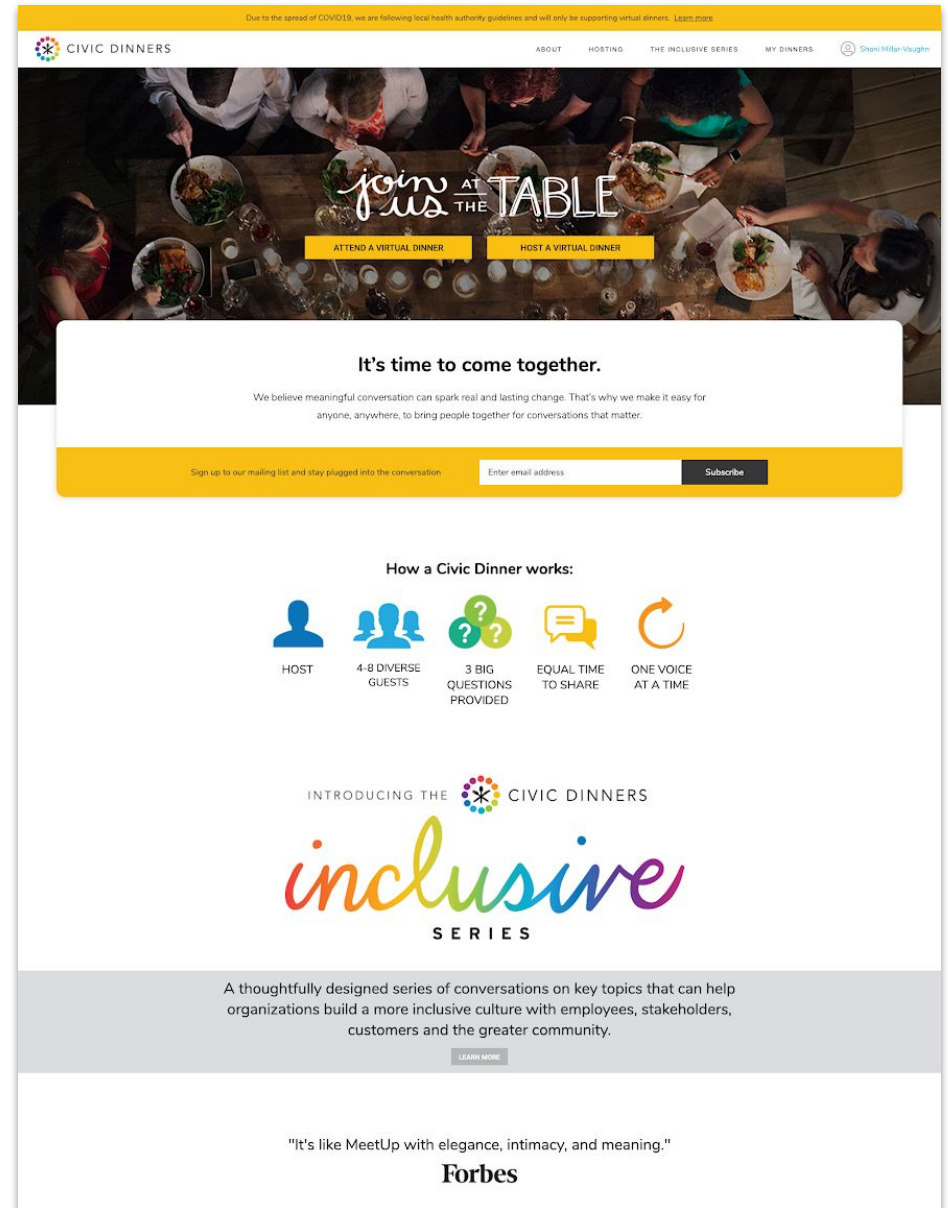 Due to the spread of COVID19, we are following local health authority guidelines and will only be supporting virtual dinners. Learn more
CIVIC DINNERS
ABOUT HOSTING THE INCLUSIVE SERIES MY DINNERS Shani Millar-Vaughn
join us AT THE TABLE
ATTEND A VIRTUAL DINNER HOST A VIRTUAL DINNER
It's time to come together.
We believe meaningful conversation can spark real and lasting change. That's why we make it easy for
anyone, anywhere, to bring people together for conversations that matter.
Sign up to our mailing list and stay plugged into the conversation Enter email address Subscribe
How a Civic Dinner works:
HOST
4-8 DIVERSE
GUESTS
3 BIG
QUESTIONS
PROVIDED
EQUAL TIME
TO SHARE
ONE VOICE
AT A TIME
INTRODUCING THE CIVIC DINNERS
inclusive
SERIES
A thoughtfully designed series of conversations on key topics that can help
organizations build a more inclusive culture with employees, stakeholders,
customers and the greater community.
LEARN MORE
"It's like MeetUp with elegance, intimacy, and meaning."
Forbes